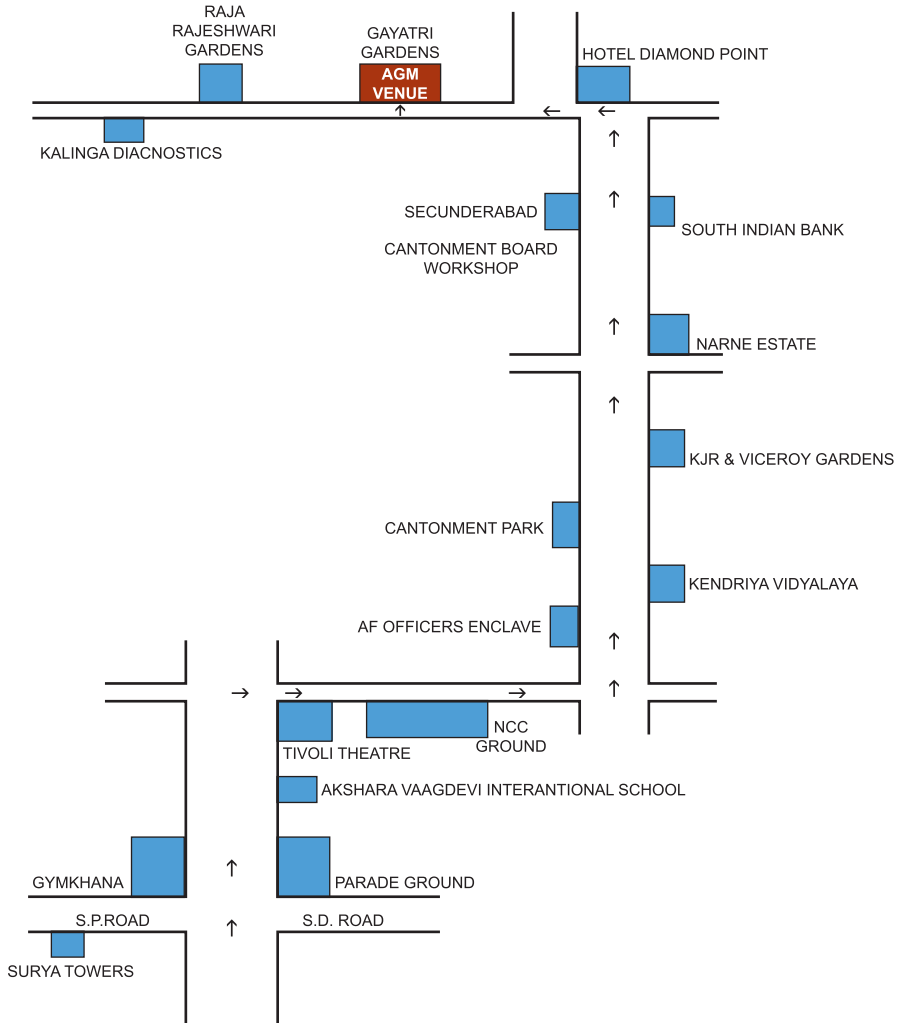 RAJA
RAJESHWARI
GARDENS
GAYATRI
GARDENS
AGM
VENUE
HOTEL DIAMOND POINT
KALINGA DIACNOSTICS
SECUNDERABAD
CANTONMENT BOARD
WORKSHOP
SOUTH INDIAN BANK
NARNE ESTATE
KJR & VICEROY GARDENS
CANTONMENT PARK
KENDRIYA VIDYALAYA
AF OFFICERS ENCLAVE
NCC
GROUND
TIVOLI THEATRE
AKSHARA VAAGDEVI INTERANTIONAL SCHOOL
GYMKHANA
PARADE GROUND
S.P.ROAD
S.D. ROAD
SURYA TOWERS